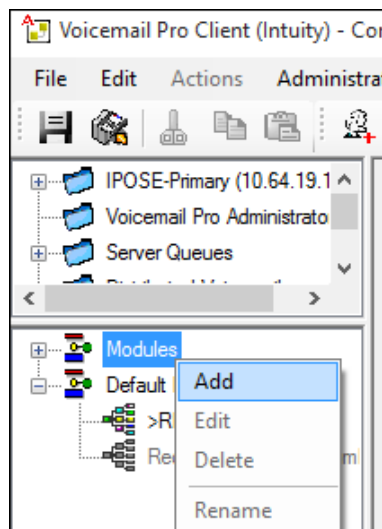 Voicemail Pro Client (Intuity) - Co
File Edit Actions Administra
IPOSE-Primary (10.64.19.1
Voicemail Pro Administrato
Server Queues
Modules
Default
Add
>R
Edit
Re
Delete
Rename